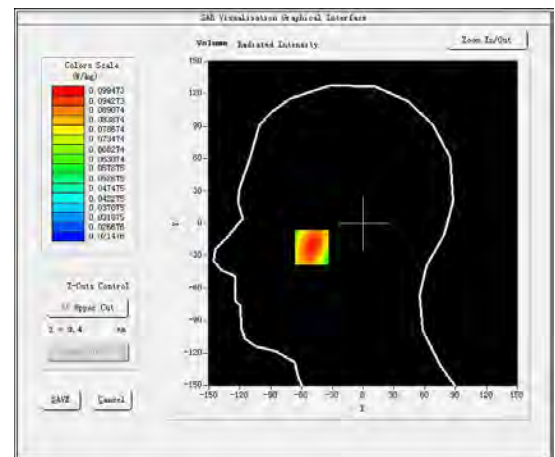 SAR Visualisation Graphical Interface
Volume Radiated Intensity
Zoom In/Out
Colors Scale
(W/kg)
0.099473
0.094273
0.089074
0.083874
0.078674
0.073474
0.068274
0.063074
0.057875
0.052675
0.047475
0.042275
0.037075
0.031875
0.026676
0.021476
150
120
90
60
30
0
-30
-60
-90
-120
-150
Y
-150 -120 -90 -60 -30 0 30 60 90 120 150
X
Z-Cuts Control
Upper Cut
Z = 0.4 mm
SAVE
Cancel